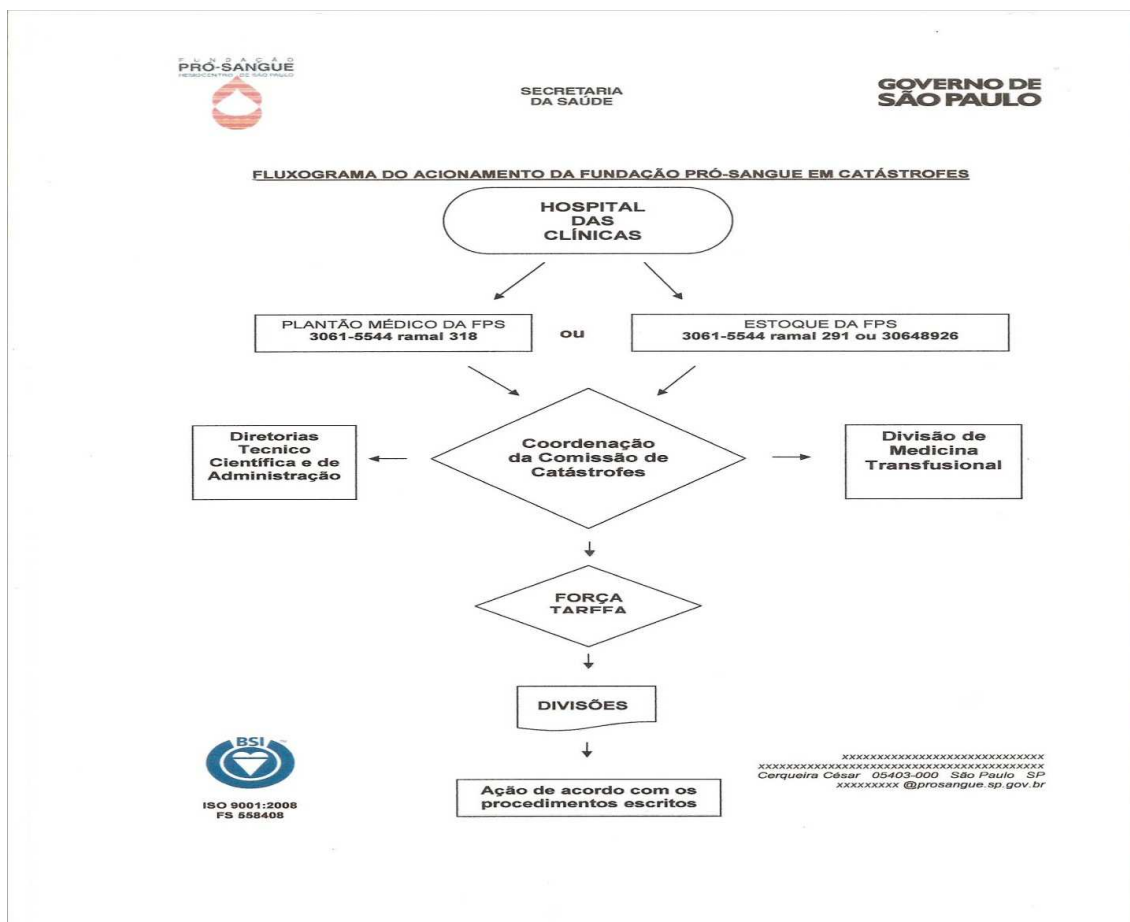 FUNDAÇÃO
PRÓ-SANGUE
HEMOCENTRO DE SÃO PAULO
SECRETARIA
DA SAÚDE
GOVERNO DE
SÃO PAULO
FLUXOGRAMA DO ACIONAMENTO DA FUNDAÇÃO PRÓ-SANGUE EM CATÁSTROFES
HOSPITAL
DAS
CLÍNICAS
PLANTÃO MÉDICO DA FPS
3061-5544 ramal 318
ou
ESTOQUE DA FPS
3061-5544 ramal 291 ou 30648926
Diretorias
Tecnico
Científica e de
Administração
Coordenação
da Comissão de
Catástrofes
Divisão de
Medicina
Transfusional
FORÇA
TAREFA
DIVISÕES
Ação de acordo com os
procedimentos escritos
BSI
ISO 9001:2008
FS 558408
xxxxxxxxxxxxxxxxxxxxxxxxxxxxx
xxxxxxxxxxxxxxxxxxxxxxxxxxxxxxxxxxxxxxxxx
Cerqueira César 05403-000 São Paulo SP
xxxxxxxxx @prosangue.sp.gov.br